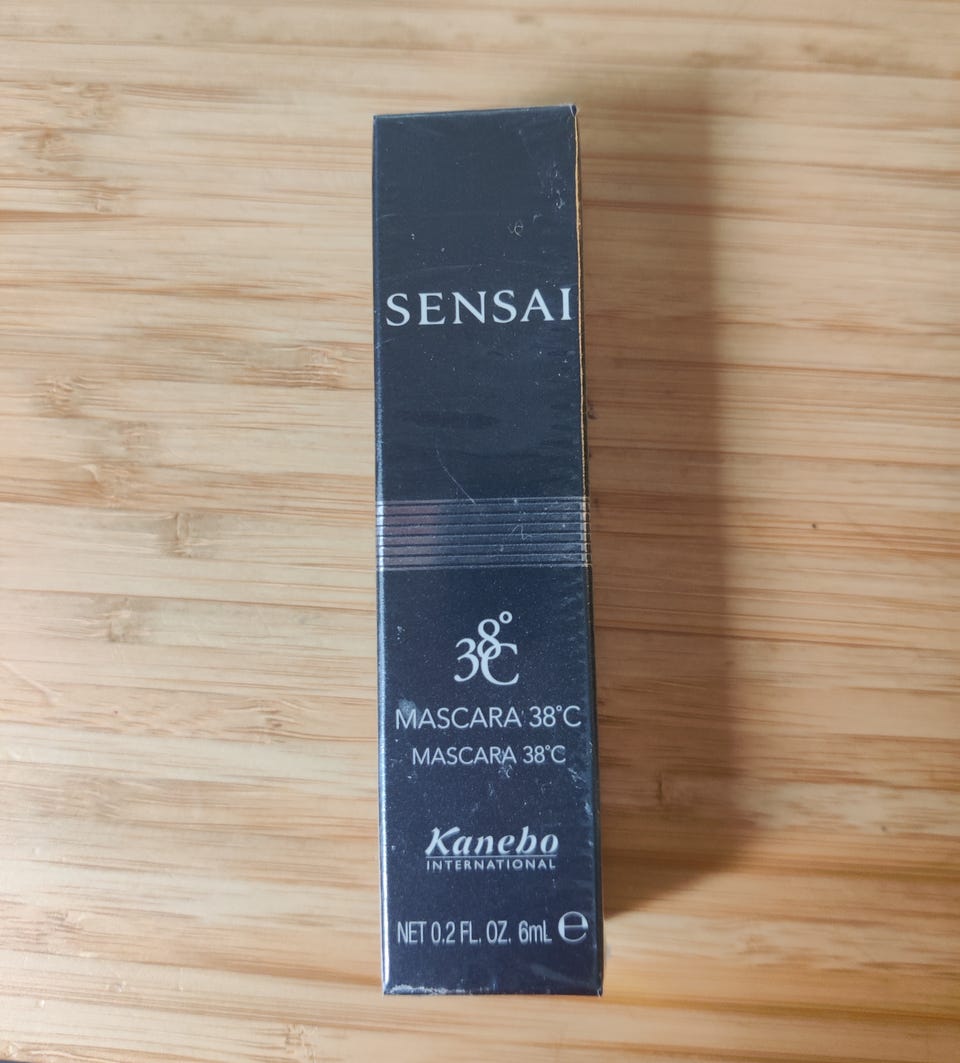 SENSAI
38°C
MASCARA 38°C
MASCARA 38°C
Kanebo
INTERNATIONAL
NET 0.2 FL. OZ. 6mL ℮